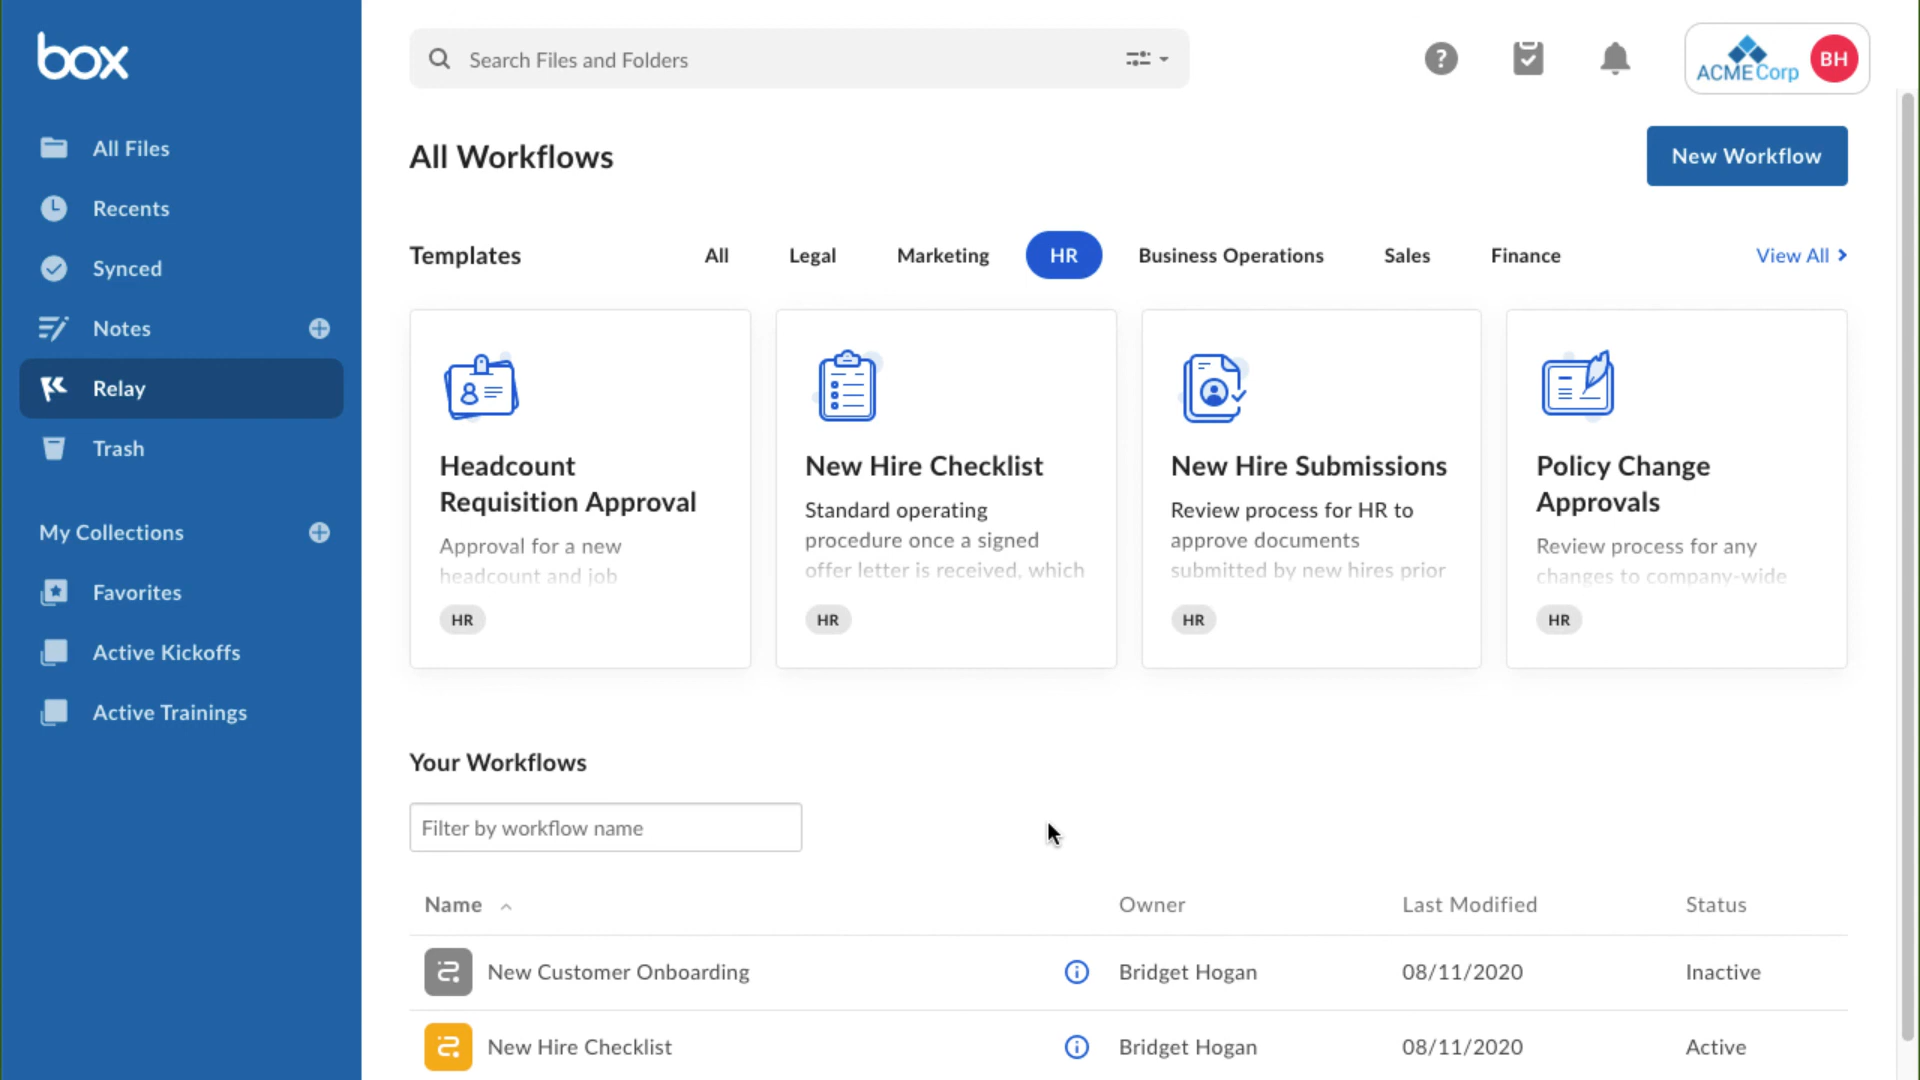 box
Search Files and Folders
?
ACME Corp
BH
All Files
Recents
Synced
Notes
Relay
Trash
My Collections
Favorites
Active Kickoffs
Active Trainings
All Workflows
New Workflow
Templates
All
Legal
Marketing
HR
Business Operations
Sales
Finance
View All
Headcount
Requisition Approval
Approval for a new
headcount and job
HR
New Hire Checklist
Standard operating
procedure once a signed
offer letter is received, which
HR
New Hire Submissions
Review process for HR to
approve documents
submitted by new hires prior
HR
Policy Change
Approvals
Review process for any
changes to company-wide
HR
Your Workflows
Filter by workflow name
Name Owner Last Modified Status
New Customer Onboarding Bridget Hogan 08/11/2020 Inactive
New Hire Checklist Bridget Hogan 08/11/2020 Active